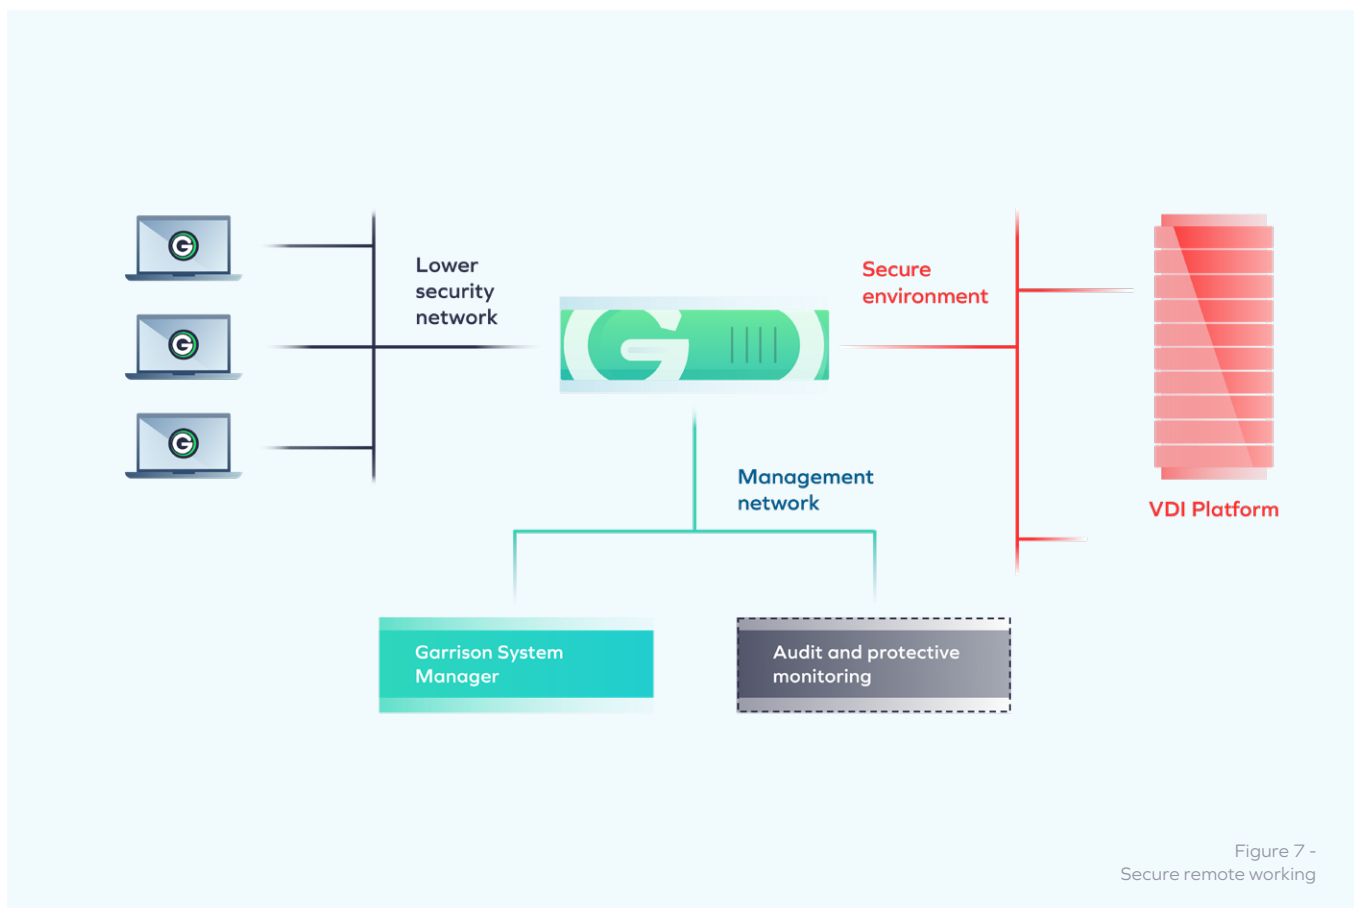 Lower
security
network
Secure
environment
VDI Platform
Management
network
Garrison System
Manager
Audit and protective
monitoring
Figure 7 -
Secure remote working